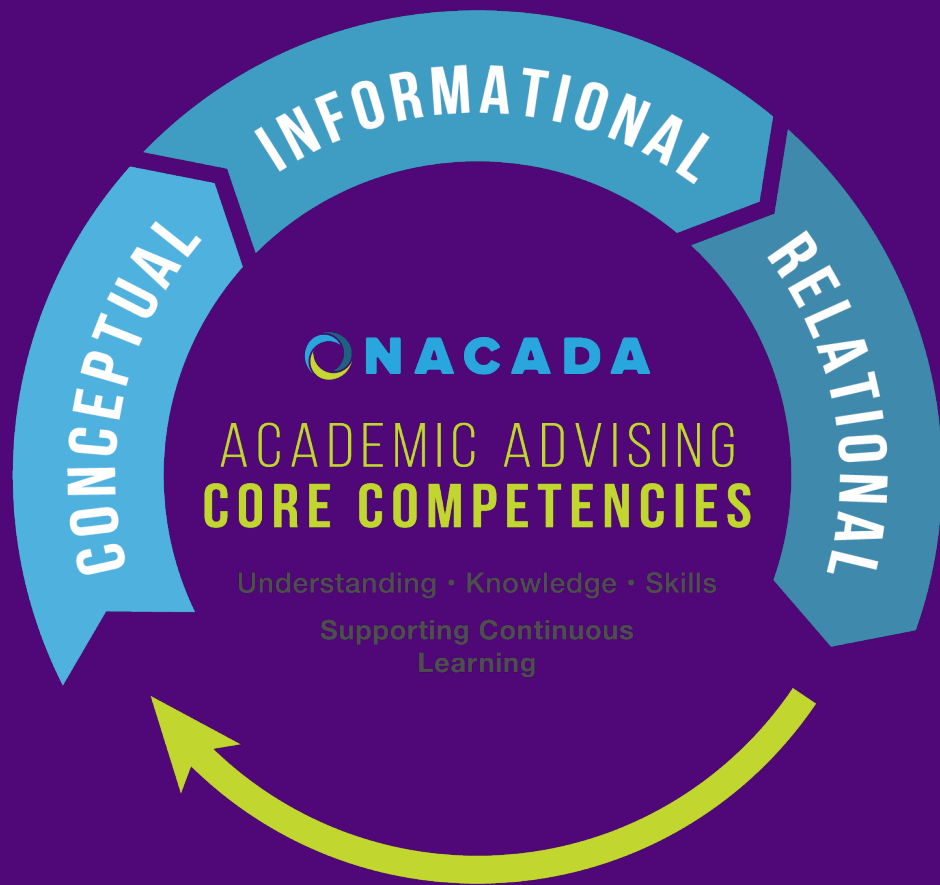 CONCEPTUAL
INFORMATIONAL
RELATIONAL
NACADA
ACADEMIC ADVISING
CORE COMPETENCIES
Understanding • Knowledge • Skills
Supporting Continuous
Learning